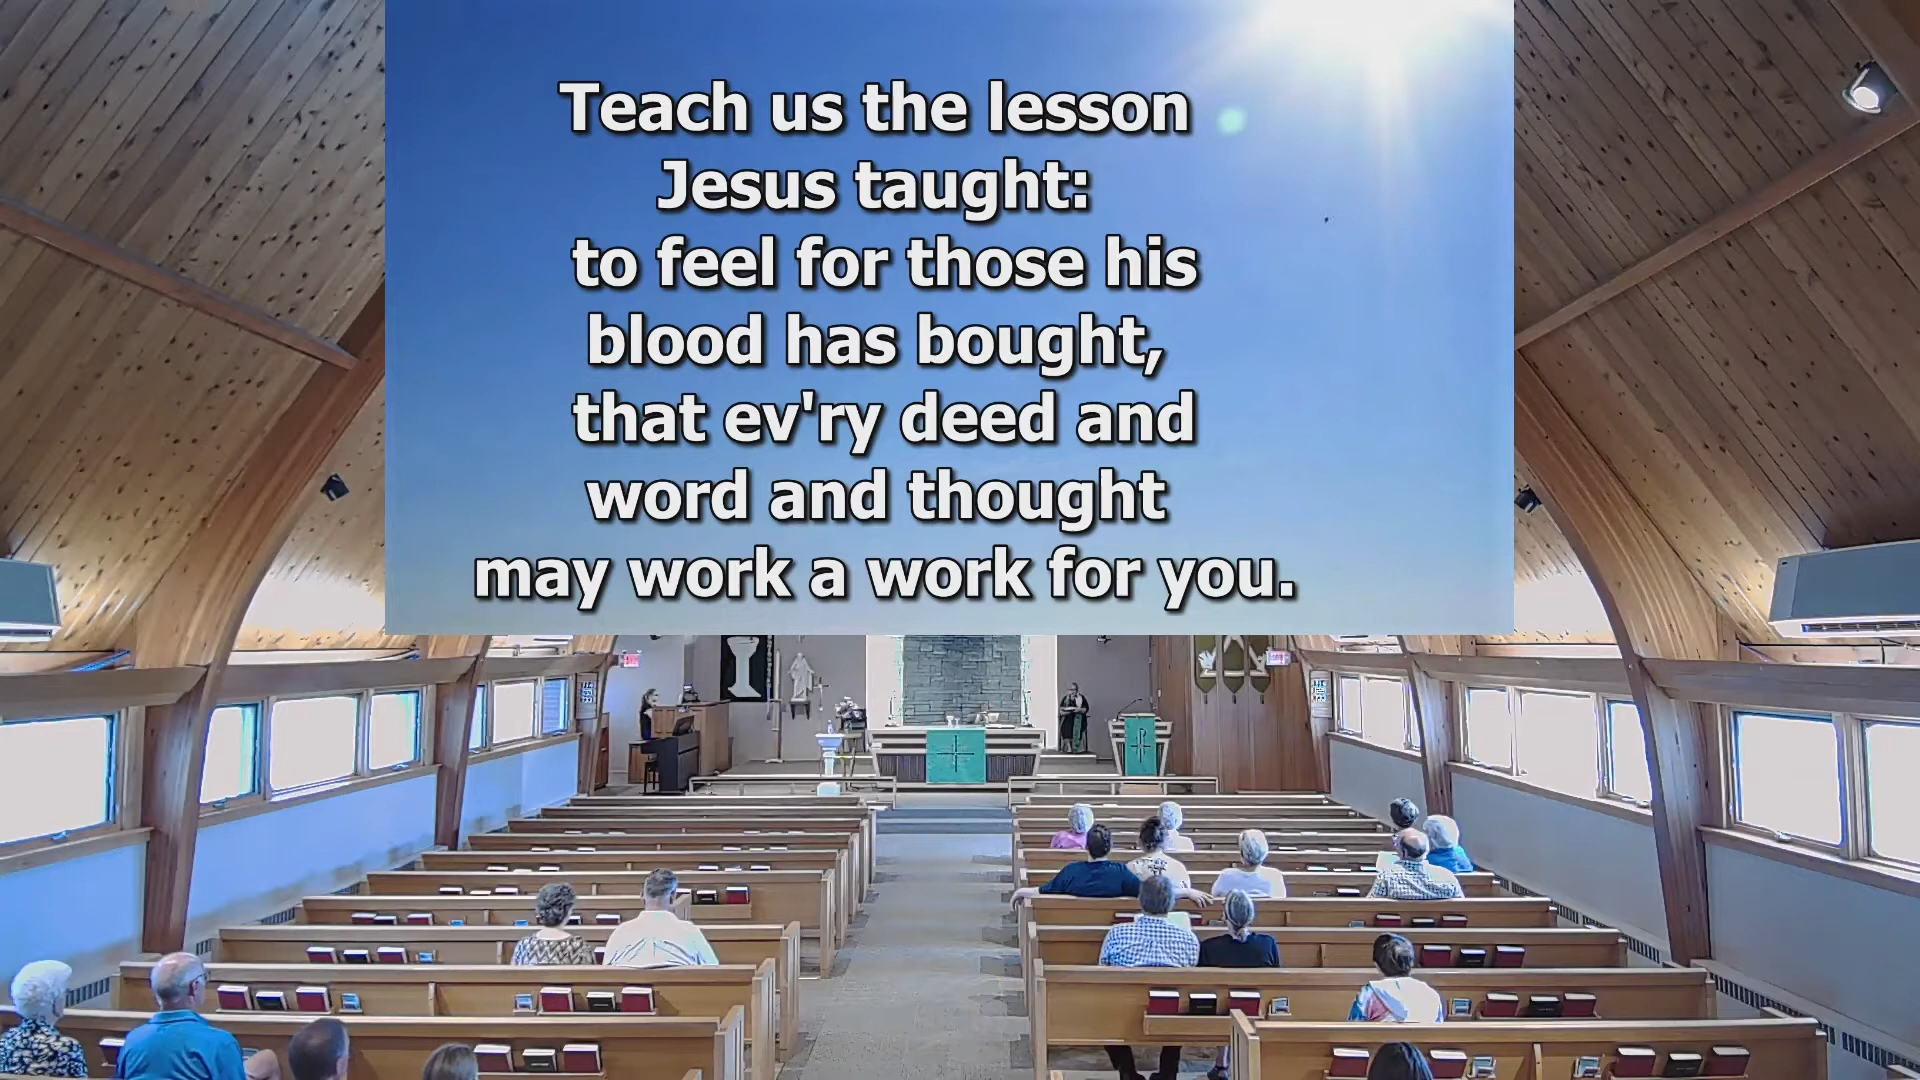 Teach us the lesson
Jesus taught:
to feel for those his
blood has bought,
that ev'ry deed and
word and thought
may work a work for you.